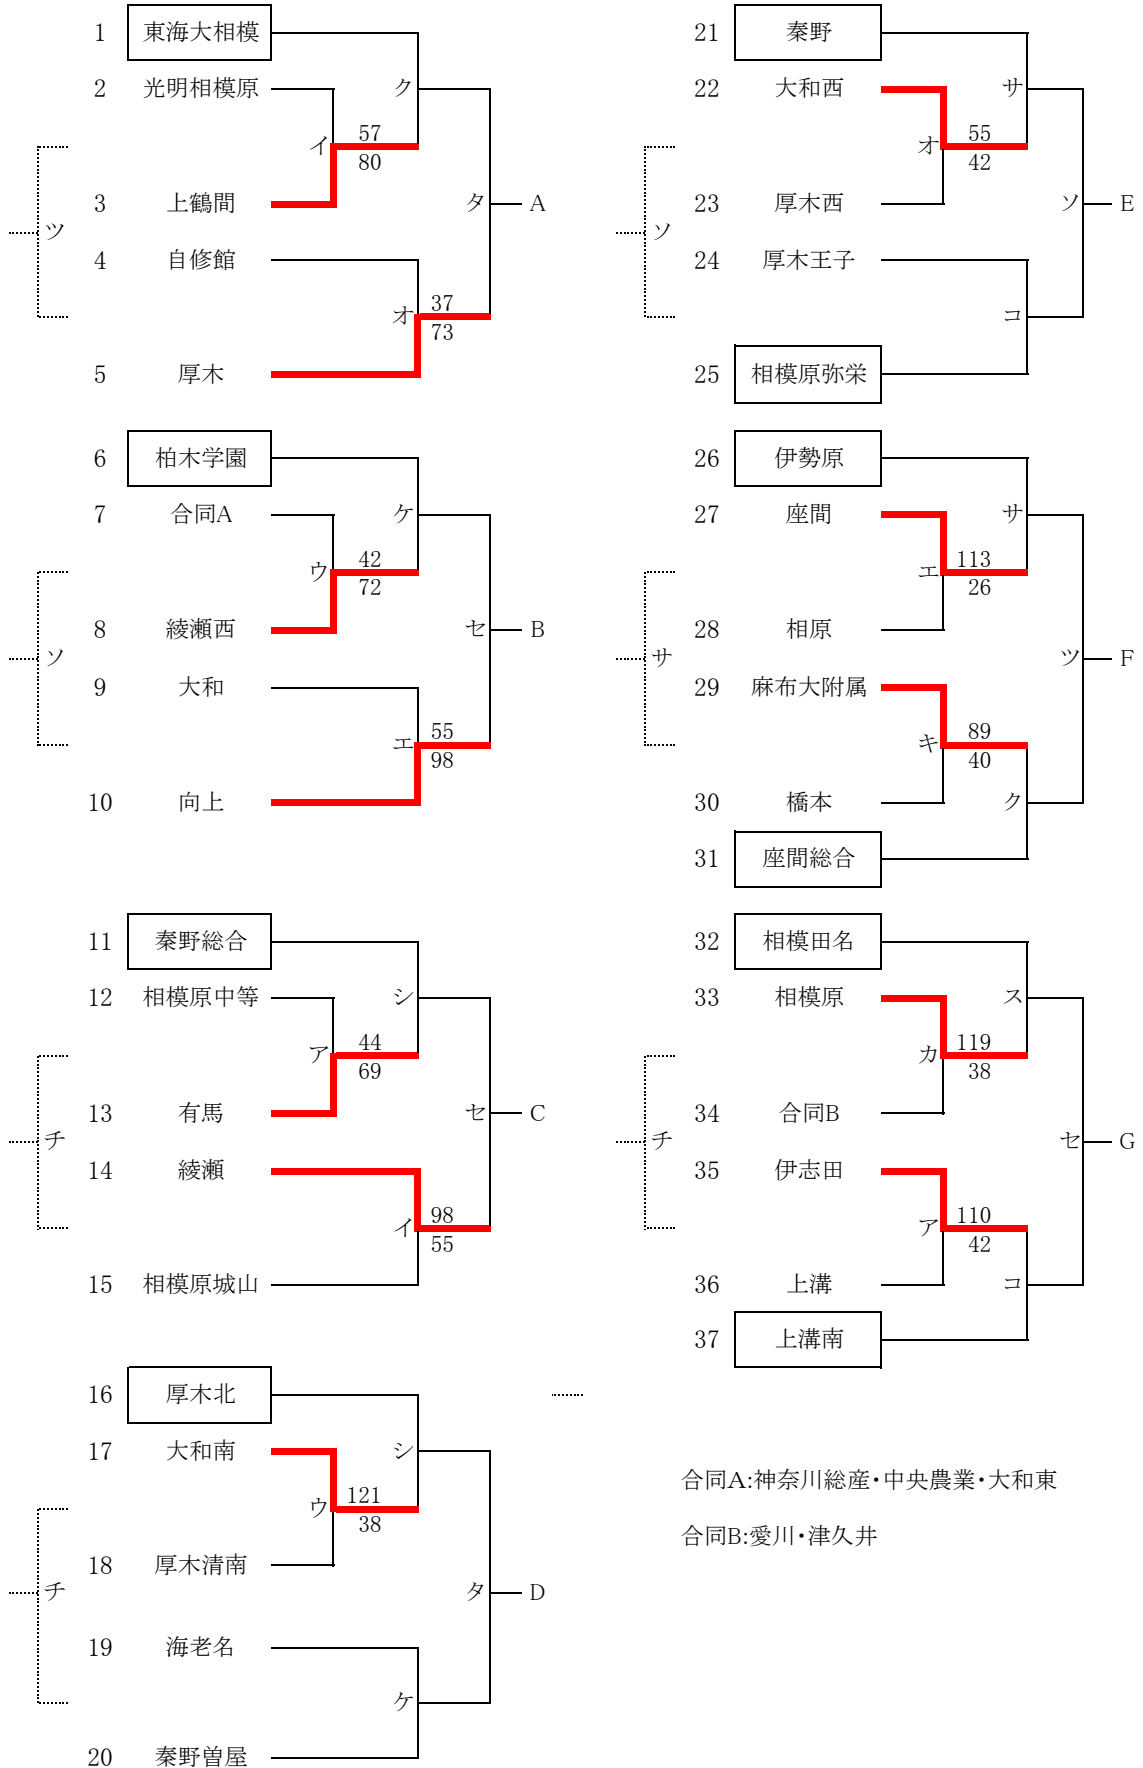 1 東海大相模
2 光明相模原
ク
イ 57
80
3 上鶴間
タ A
ツ
4 自修館
オ 37
73
5 厚木
6 柏木学園
7 合同A
ケ
ウ 42
72
8 綾瀬西
セ B
ソ
9 大和
エ 55
98
10 向上
11 秦野総合
12 相模原中等
シ
ア 44
69
13 有馬
セ C
チ
14 綾瀬
イ 98
55
15 相模原城山
16 厚木北
17 大和南
シ
ウ 121
38
18 厚木清南
チ
タ D
19 海老名
ケ
20 秦野曽屋
21 秦野
22 大和西
サ
オ 55
42
23 厚木西
ソ E
ソ
24 厚木王子
コ
25 相模原弥栄
26 伊勢原
27 座間
サ
エ 113
26
28 相原
サ
ツ F
29 麻布大附属
キ 89
40
30 橋本
ク
31 座間総合
32 相模田名
33 相模原
ス
カ 119
38
34 合同B
チ
セ G
35 伊志田
ア 110
42
36 上溝
コ
37 上溝南
合同A:神奈川総産・中央農業・大和東
合同B:愛川・津久井